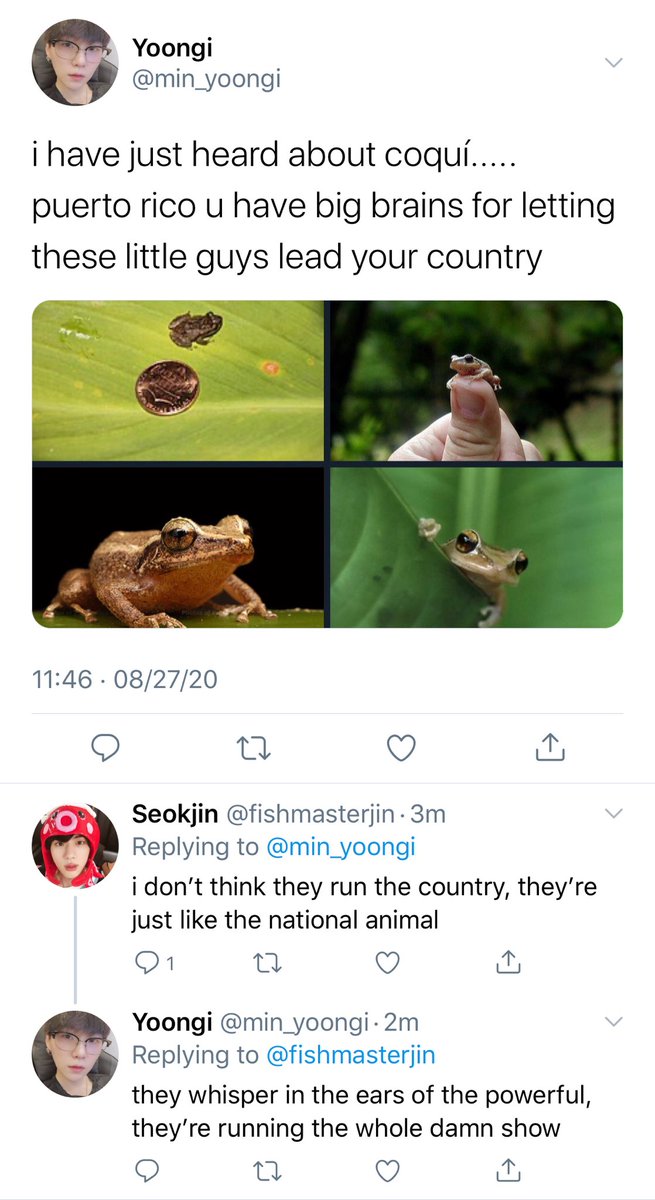 Yoongi
@min_yoongi
i have just heard about coquí.....
puerto rico u have big brains for letting
these little guys lead your country
11:46 · 08/27/20
Seokjin @fishmasterjin · 3m
Replying to @min_yoongi
i don’t think they run the country, they’re
just like the national animal
1
Yoongi @min_yoongi · 2m
Replying to @fishmasterjin
they whisper in the ears of the powerful,
they’re running the whole damn show